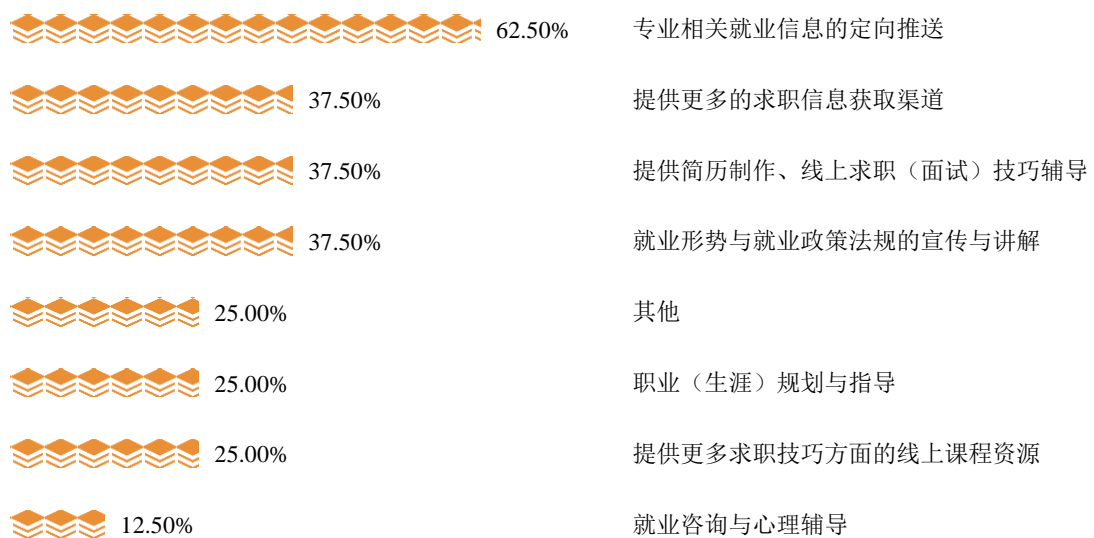 62.50% 专业相关就业信息的定向推送
37.50% 提供更多的求职信息获取渠道
37.50% 提供简历制作、线上求职（面试）技巧辅导
37.50% 就业形势与就业政策法规的宣传与讲解
25.00% 其他
25.00% 职业（生涯）规划与指导
25.00% 提供更多求职技巧方面的线上课程资源
12.50% 就业咨询与心理辅导